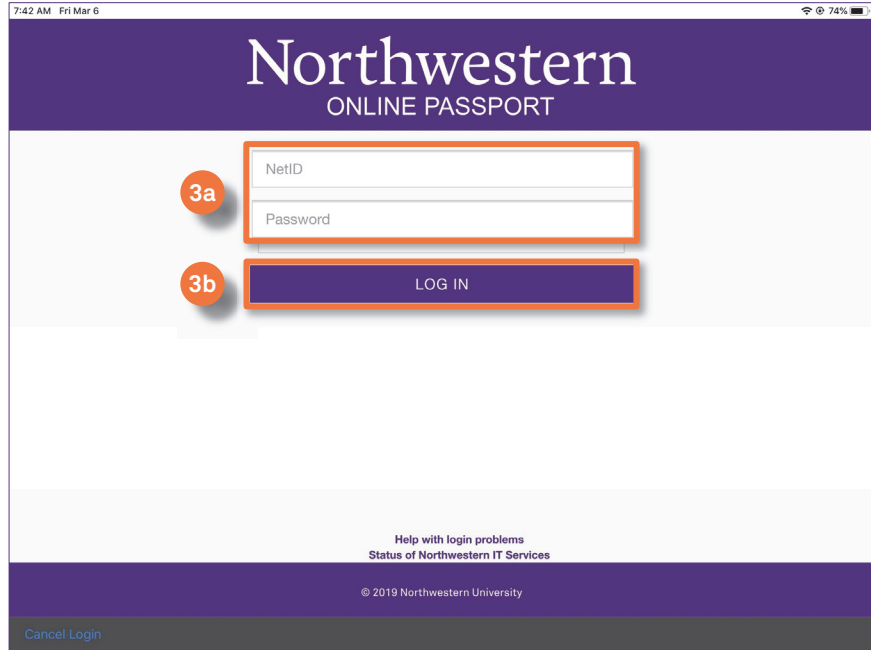 7:42 AM Fri Mar 6
74%
Northwestern
ONLINE PASSPORT
3a
NetID
Password
3b
LOG IN
Help with login problems
Status of Northwestern IT Services
© 2019 Northwestern University
Cancel Login